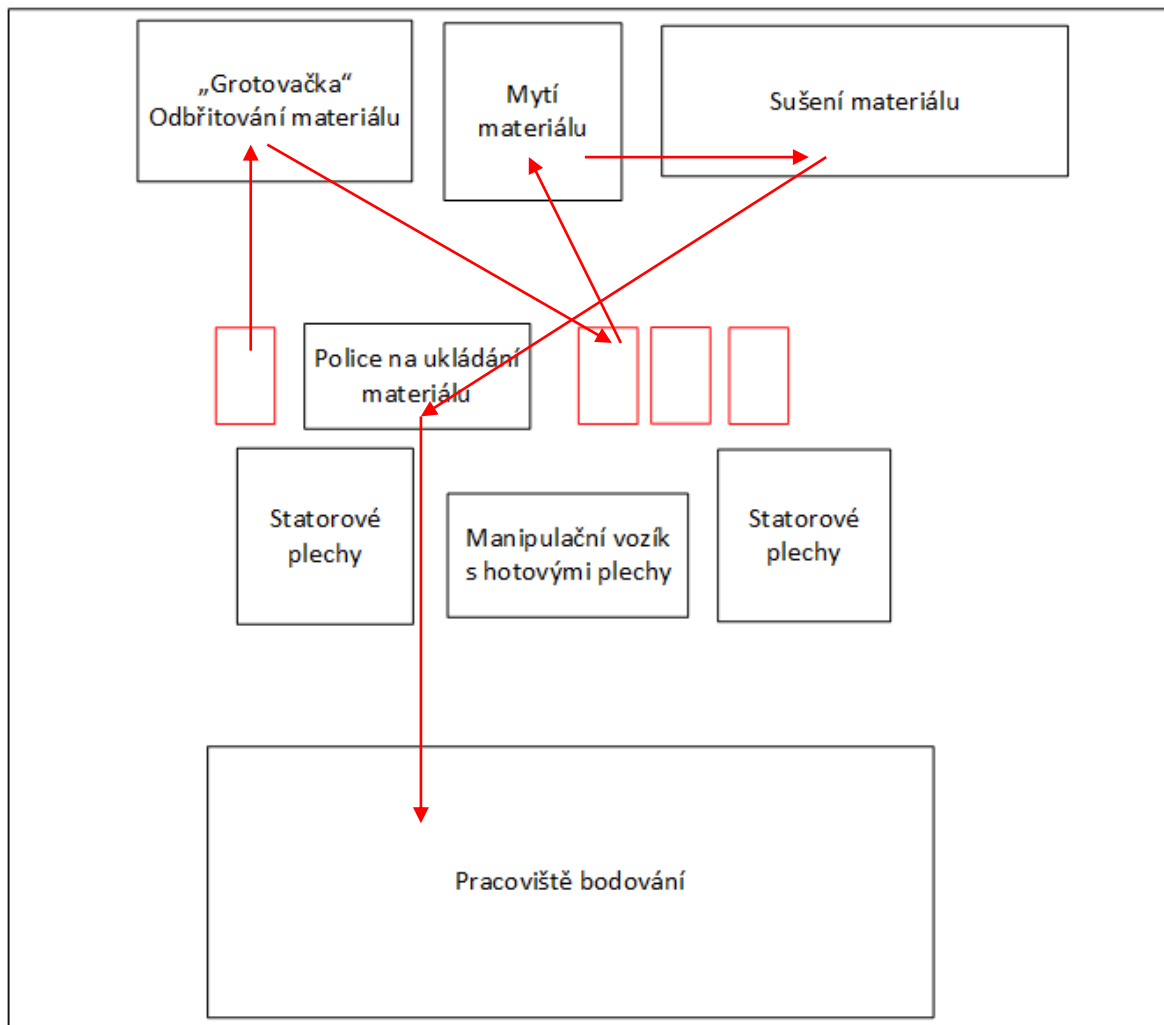 „Grotovačka“
Odbřitování materiálu
Mytí
materiálu
Sušení materiálu
Police na ukládání
materiálu
Statorové
plechy
Manipulační vozík
s hotovými plechy
Statorové
plechy
Pracoviště bodování